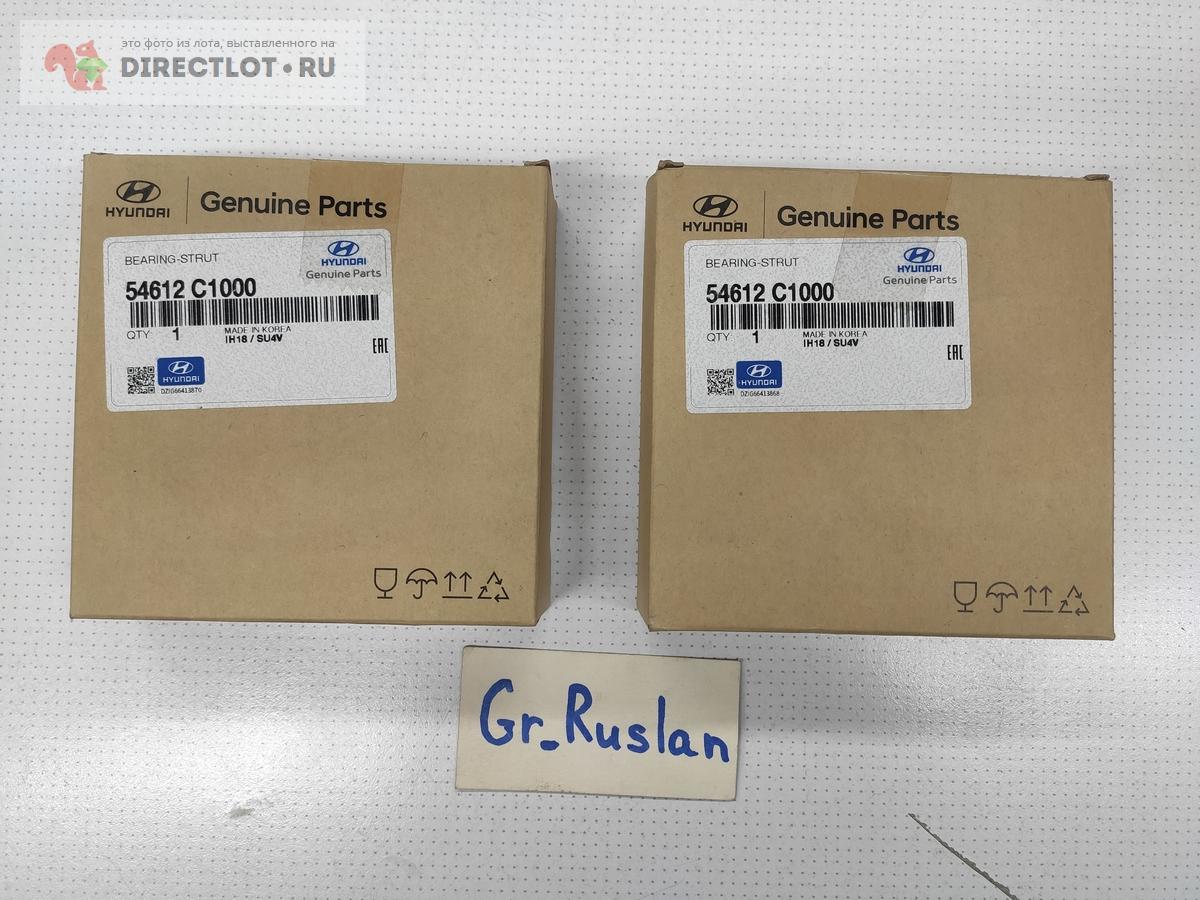 это фото из лота, выставленного на
DIRECTLOT•RU
HYUNDAI
Genuine Parts
BEARING-STRUT
HYUNDAI
Genuine Parts
54612 C1000
QTY: 1
MADE IN KOREA
IH18 / SU4V
EAC
HYUNDAI
DZIG66413870
HYUNDAI
Genuine Parts
BEARING-STRUT
HYUNDAI
Genuine Parts
54612 C1000
QTY 1
MADE IN KOREA
IH18 / SU4V
EAC
HYUNDAI
DZIG66413868
Gr_Ruslan